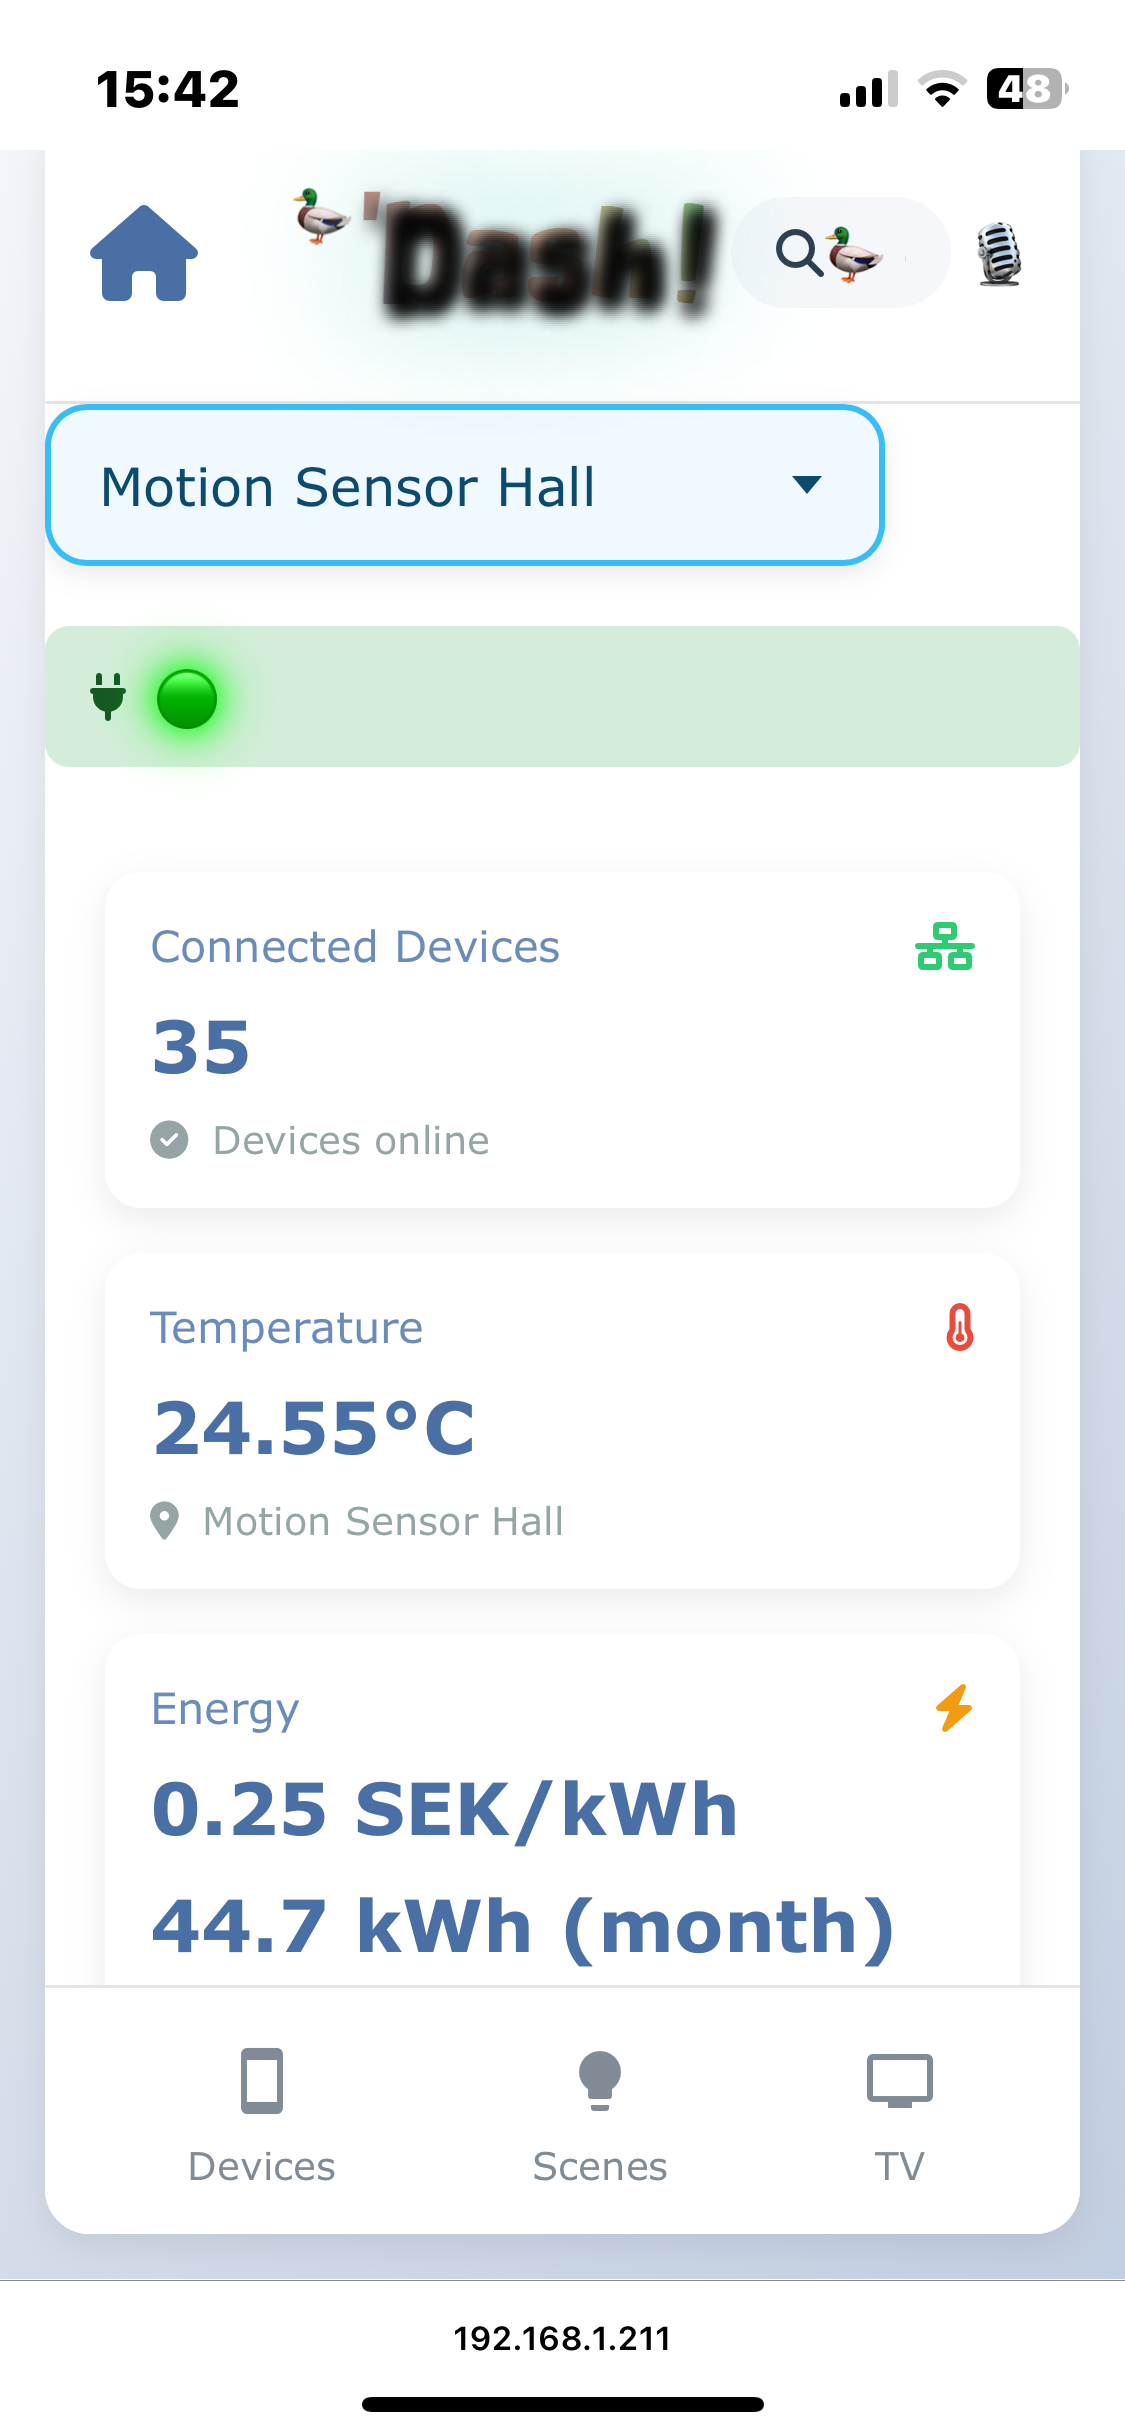 15:42
48
'Dash!
Motion Sensor Hall
Connected Devices
35
Devices online
Temperature
24.55°C
Motion Sensor Hall
Energy
0.25 SEK/kWh
44.7 kWh (month)
Devices
Scenes
TV
192.168.1.211